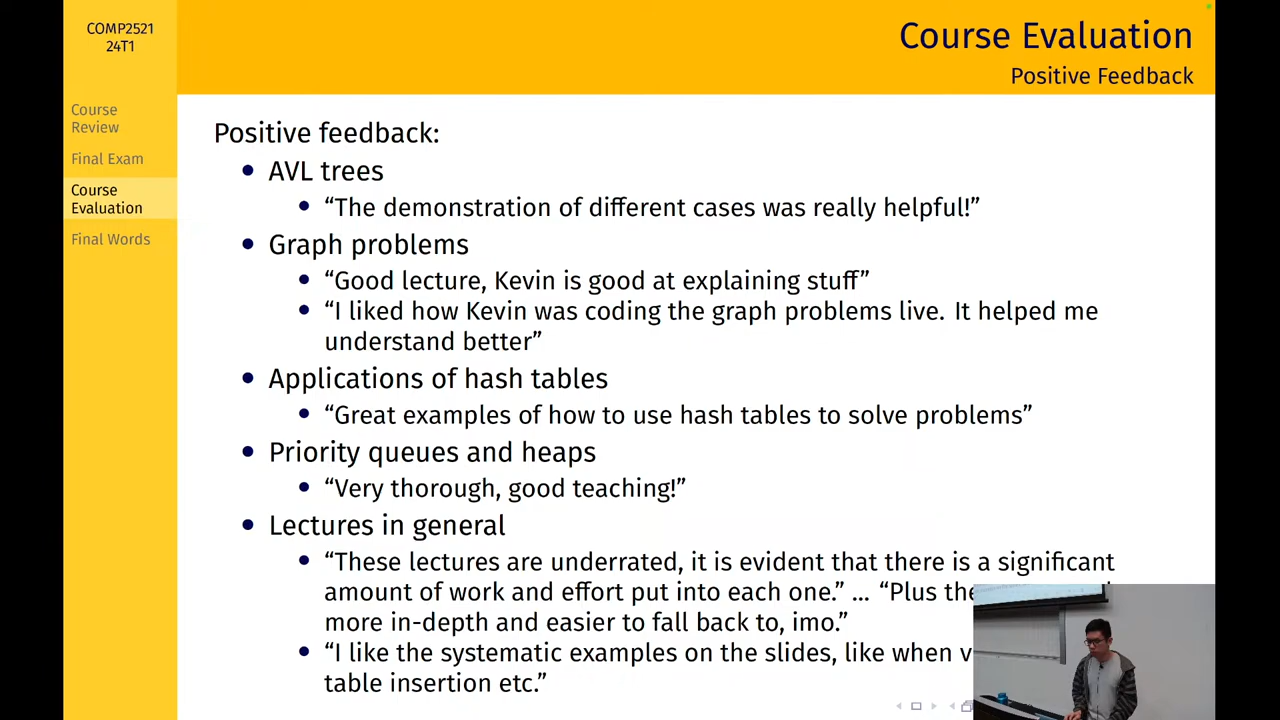 COMP2521
24T1
Course Evaluation
Positive Feedback
Course
Review
Final Exam
Course
Evaluation
Final Words
Positive feedback:
• AVL trees
• “The demonstration of different cases was really helpful!”
• Graph problems
• “Good lecture, Kevin is good at explaining stuff”
• “I liked how Kevin was coding the graph problems live. It helped me
understand better”
• Applications of hash tables
• “Great examples of how to use hash tables to solve problems”
• Priority queues and heaps
• “Very thorough, good teaching!”
• Lectures in general
• “These lectures are underrated, it is evident that there is a significant
amount of work and effort put into each one.” ... “Plus the
more in-depth and easier to fall back to, imo.”
• “I like the systematic examples on the slides, like when
table insertion etc.”